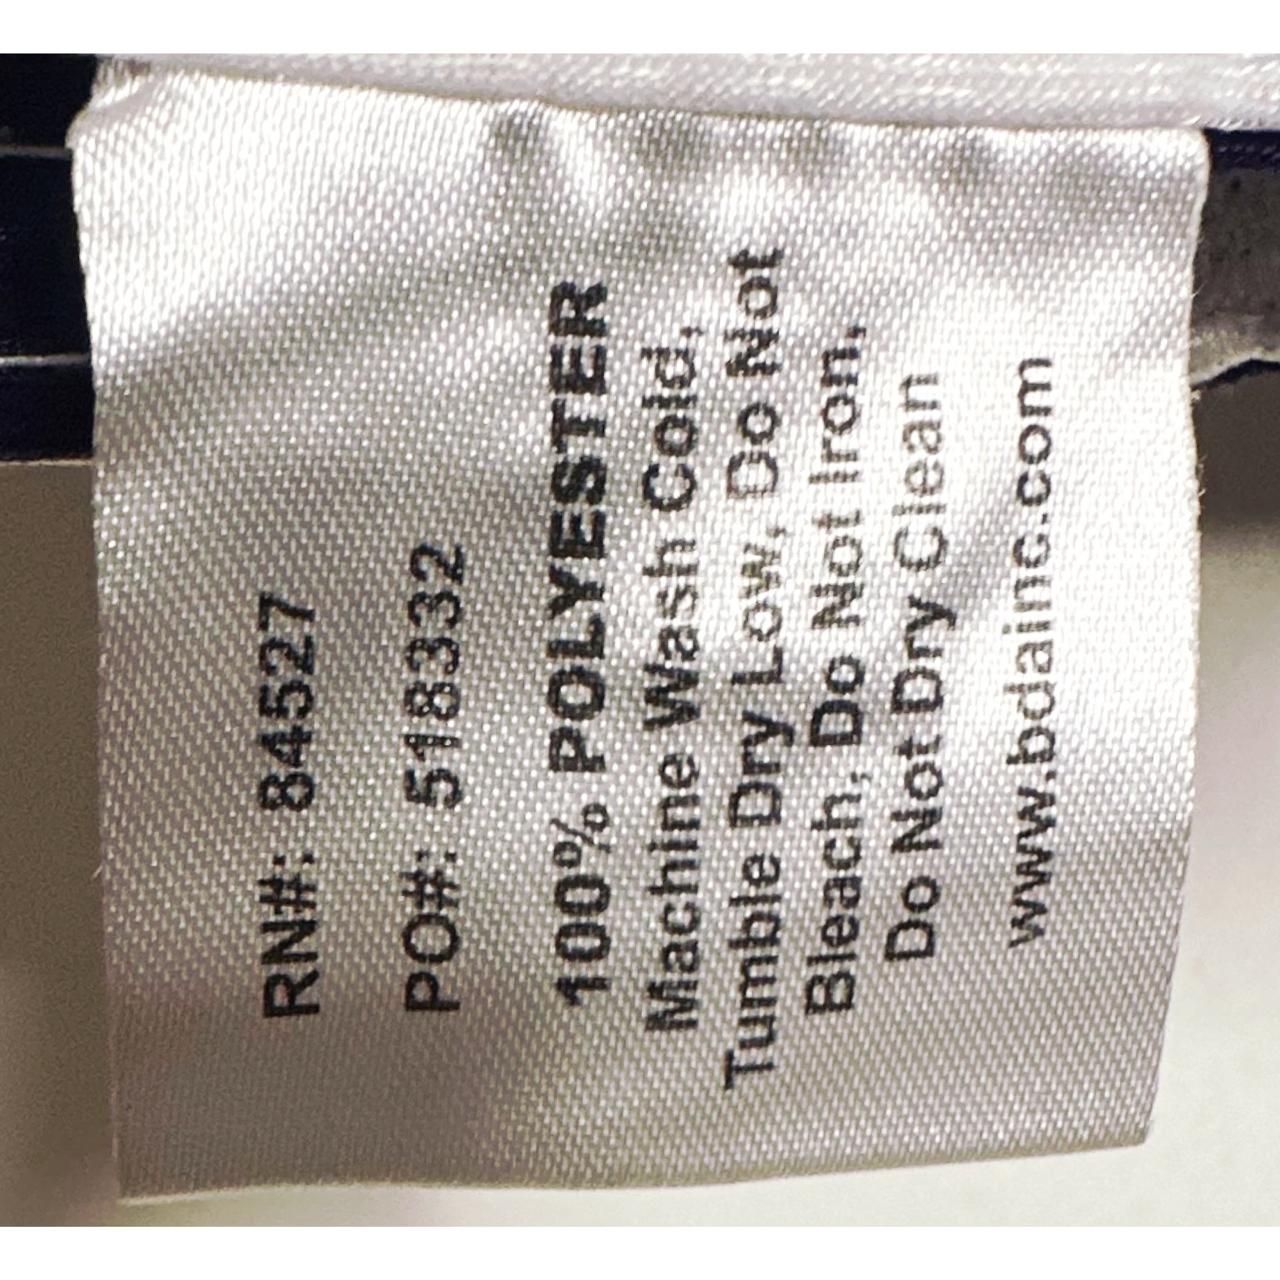 RN#: 84527
PO#: 518332
100% POLYESTER
Machine Wash Cold,
Tumble Dry Low, Do Not
Bleach, Do Not Iron,
Do Not Dry Clean
www.bdainc.com